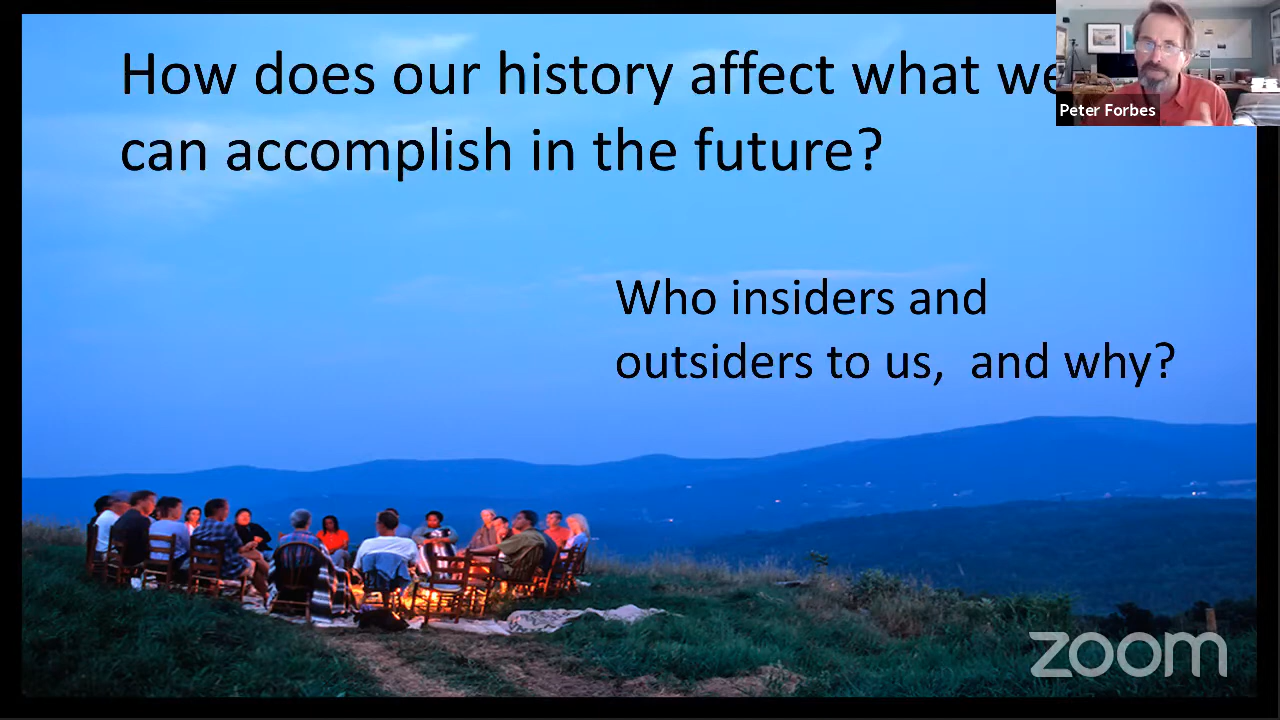 How does our history affect what we
can accomplish in the future?
Peter Forbes
Who insiders and
outsiders to us,  and why?
zoom